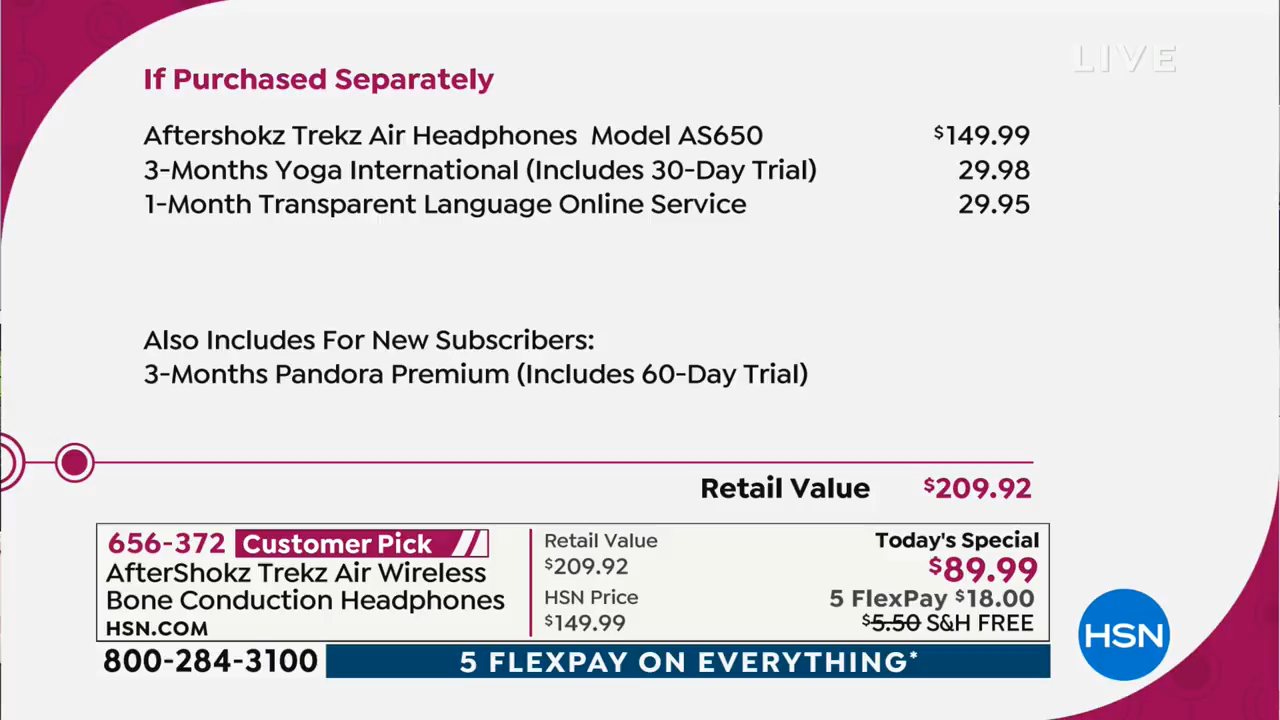 LIVE
If Purchased Separately
Aftershokz Trekz Air Headphones Model AS650 $149.99
3-Months Yoga International (Includes 30-Day Trial) 29.98
1-Month Transparent Language Online Service 29.95
Also Includes For New Subscribers:
3-Months Pandora Premium (Includes 60-Day Trial)
Retail Value $209.92
656-372 Customer Pick
AfterShokz Trekz Air Wireless
Bone Conduction Headphones
HSN.COM
Retail Value
$209.92
HSN Price
$149.99
Today's Special
$89.99
5 FlexPay $18.00
$5.50 S&H FREE
HSN
800-284-3100 5 FLEXPAY ON EVERYTHING*